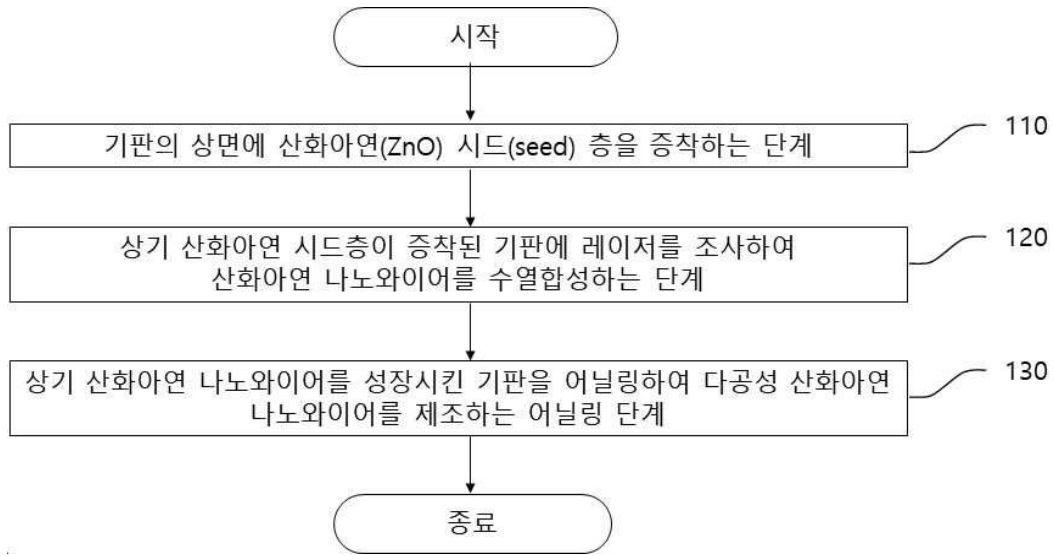 시작
기판의 상면에 산화아연(ZnO) 시드(seed) 층을 증착하는 단계
110
상기 산화아연 시드층이 증착된 기판에 레이저를 조사하여
산화아연 나노와이어를 수열합성하는 단계
120
상기 산화아연 나노와이어를 성장시킨 기판을 어닐링하여 다공성 산화아연
나노와이어를 제조하는 어닐링 단계
130
종료